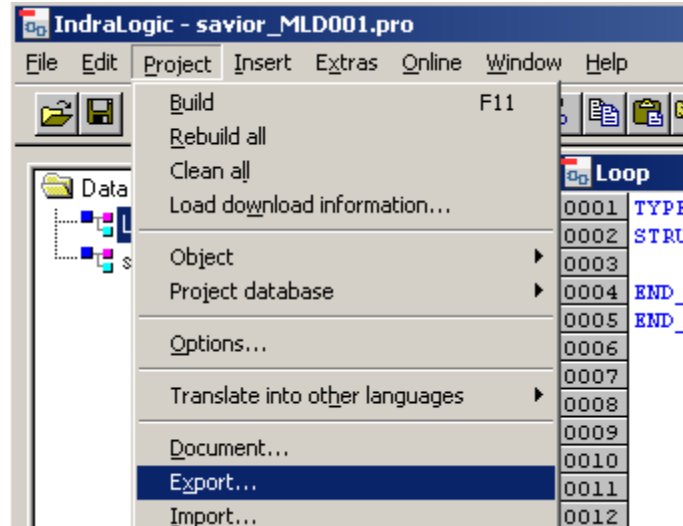 IndraLogic - savior_MLD001.pro
File Edit Project Insert Extras Online Window Help
Build F11
Rebuild all
Clean all
Load download information...
Object
Project database
Options...
Translate into other languages
Document...
Export...
Import...
Data
L
s
Loop
0001 TYPE
0002 STRU
0003
0004 END_
0005 END_
0006
0007
0008
0009
0010
0011
0012